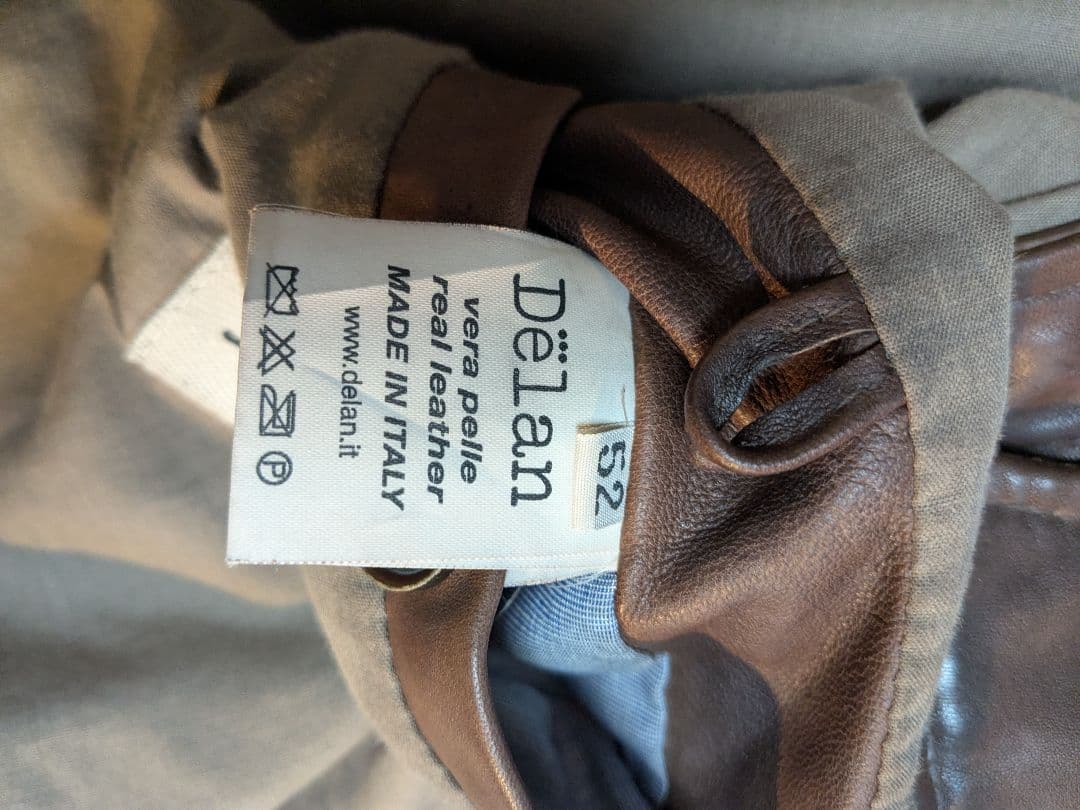 52
Dëlan
vera pelle
real leather
MADE IN ITALY
www.delan.it
P